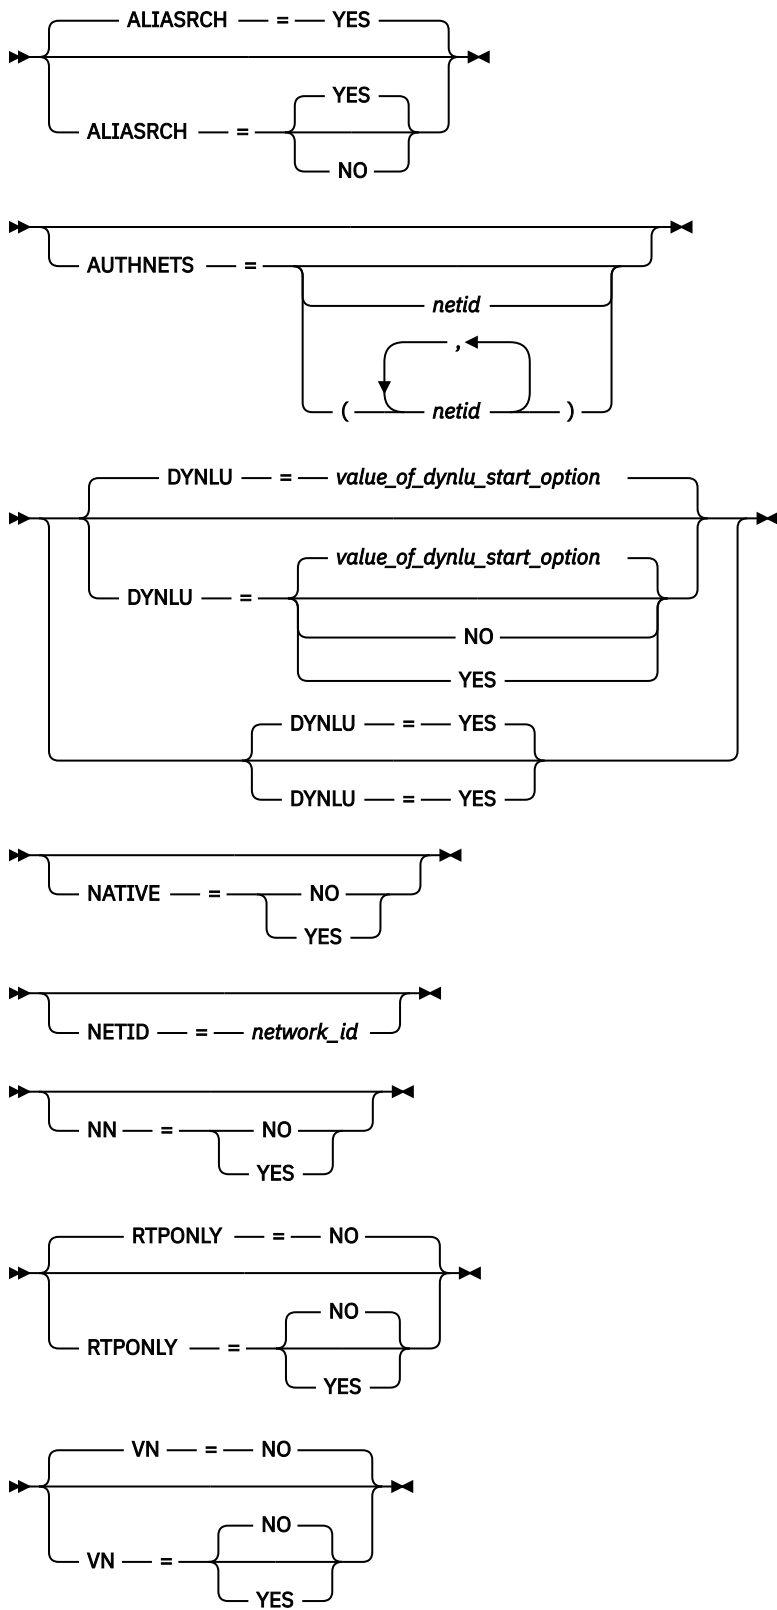 ALIASRCH = YES
YES
ALIASRCH =
NO
AUTHNETS =
netid
,
( netid )
DYNLU = value_of_dynlu_start_option
value_of_dynlu_start_option
DYNLU =
NO
YES
DYNLU = YES
DYNLU = YES
NATIVE = NO
YES
NETID = network_id
NN = NO
YES
RTPONLY = NO
NO
RTPONLY =
YES
VN = NO
NO
VN =
YES